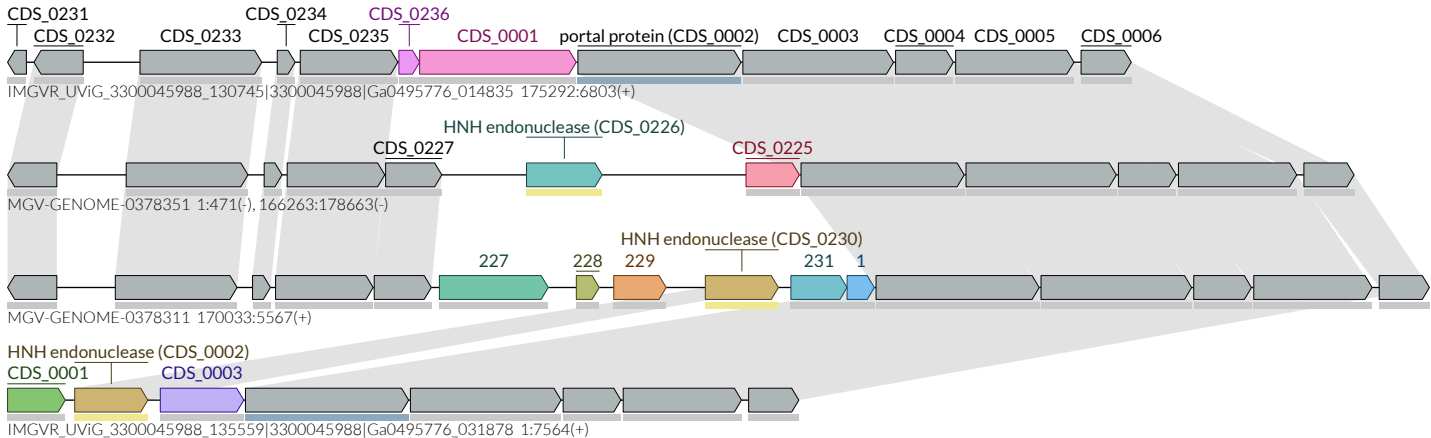 CDS_0231 CDS_0234 CDS_0236
CDS_0232 CDS_0233 CDS_0235 CDS_0001 portal protein (CDS_0002) CDS_0003 CDS_0004 CDS_0005 CDS_0006
IMGVR_UViG_3300045988_130745|3300045988|Ga0495776_014835 175292:6803(+)
HNH endonuclease (CDS_0226)
CDS_0227 CDS_0225
MGV-GENOME-0378351 1:471(-), 166263:178663(-)
HNH endonuclease (CDS_0230)
227 228 229 231 1
MGV-GENOME-0378311 170033:5567(+)
HNH endonuclease (CDS_0002)
CDS_0001 CDS_0003
IMGVR_UViG_3300045988_135559|3300045988|Ga0495776_031878 1:7564(+)